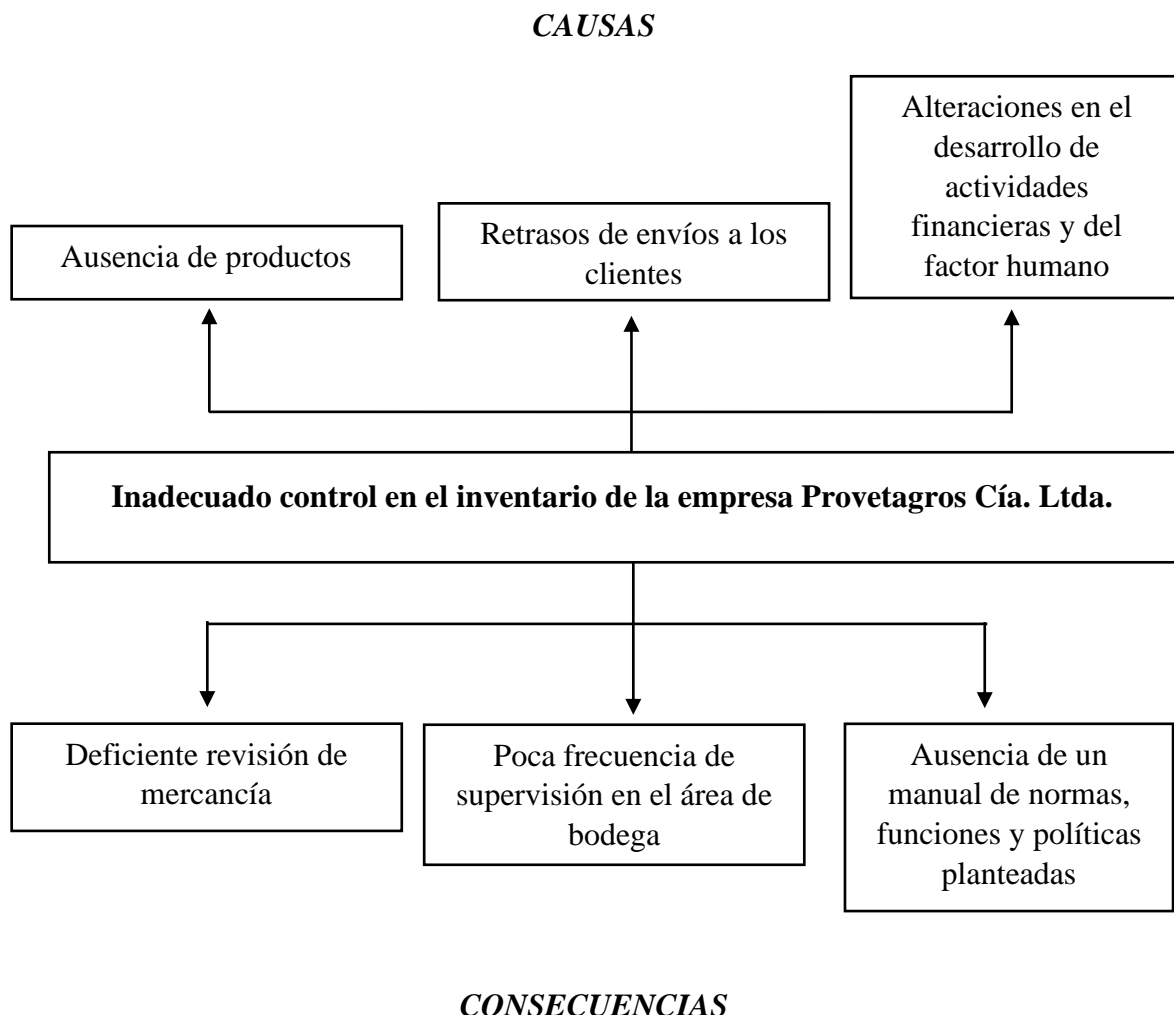 CAUSAS
Ausencia de productos
Retrasos de envíos a los
clientes
Alteraciones en el
desarrollo de
actividades
financieras y del
factor humano
Inadecuado control en el inventario de la empresa Provetagros Cía. Ltda.
Deficiente revisión de
mercancía
Poca frecuencia de
supervisión en el área de
bodega
Ausencia de un
manual de normas,
funciones y políticas
planteadas
CONSECUENCIAS